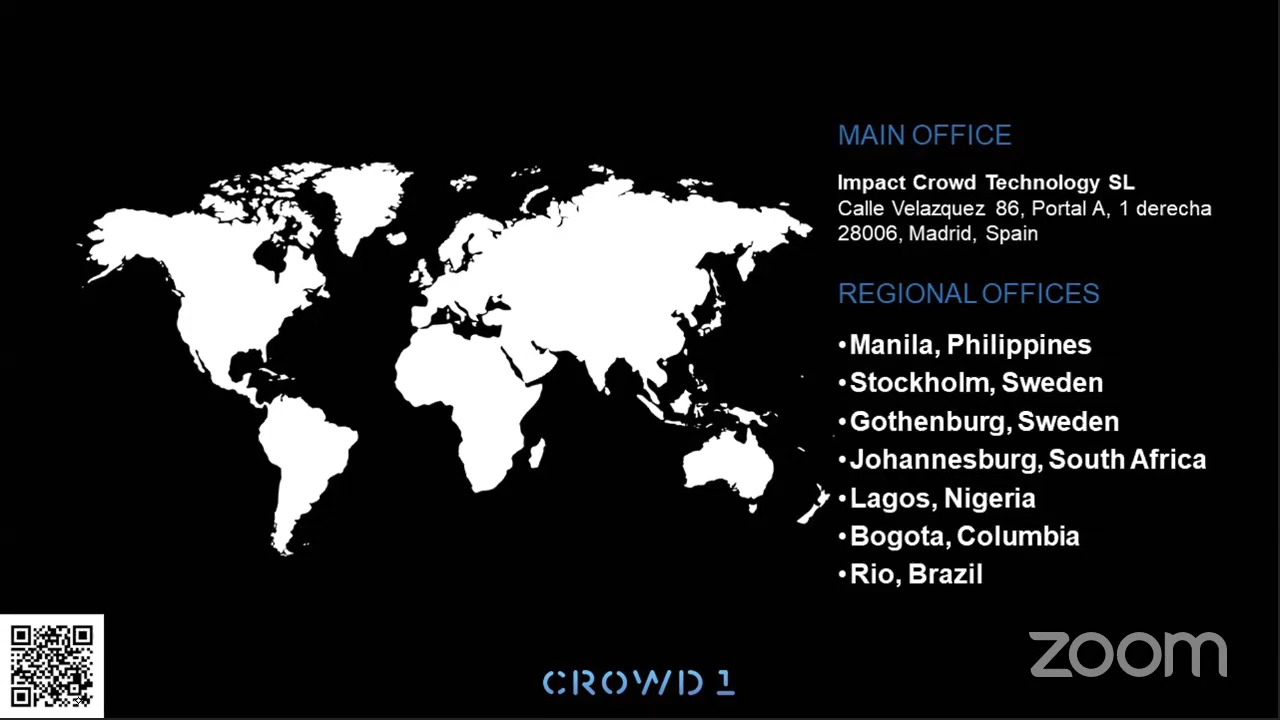 MAIN OFFICE
Impact Crowd Technology SL
Calle Velazquez 86, Portal A, 1 derecha
28006, Madrid, Spain
REGIONAL OFFICES
•Manila, Philippines
•Stockholm, Sweden
•Gothenburg, Sweden
•Johannesburg, South Africa
•Lagos, Nigeria
•Bogota, Columbia
•Rio, Brazil
zoom
CROWD 1